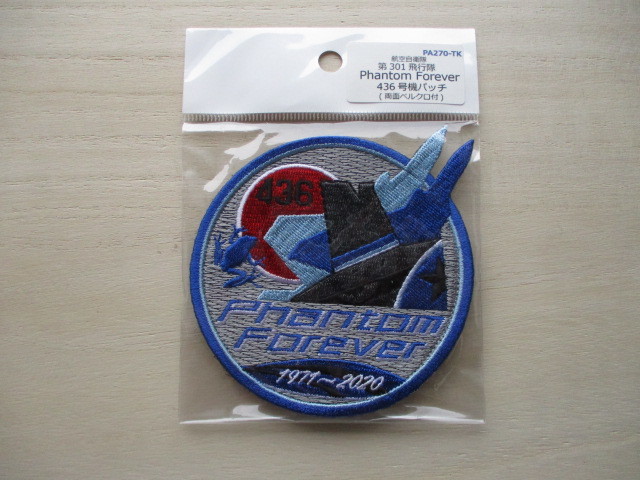 PA270-TK
航空自衛隊
第301飛行隊
Phantom Forever
436号機パッチ
(両面ベルクロ付)
436
Phantom
Forever
1971~2020